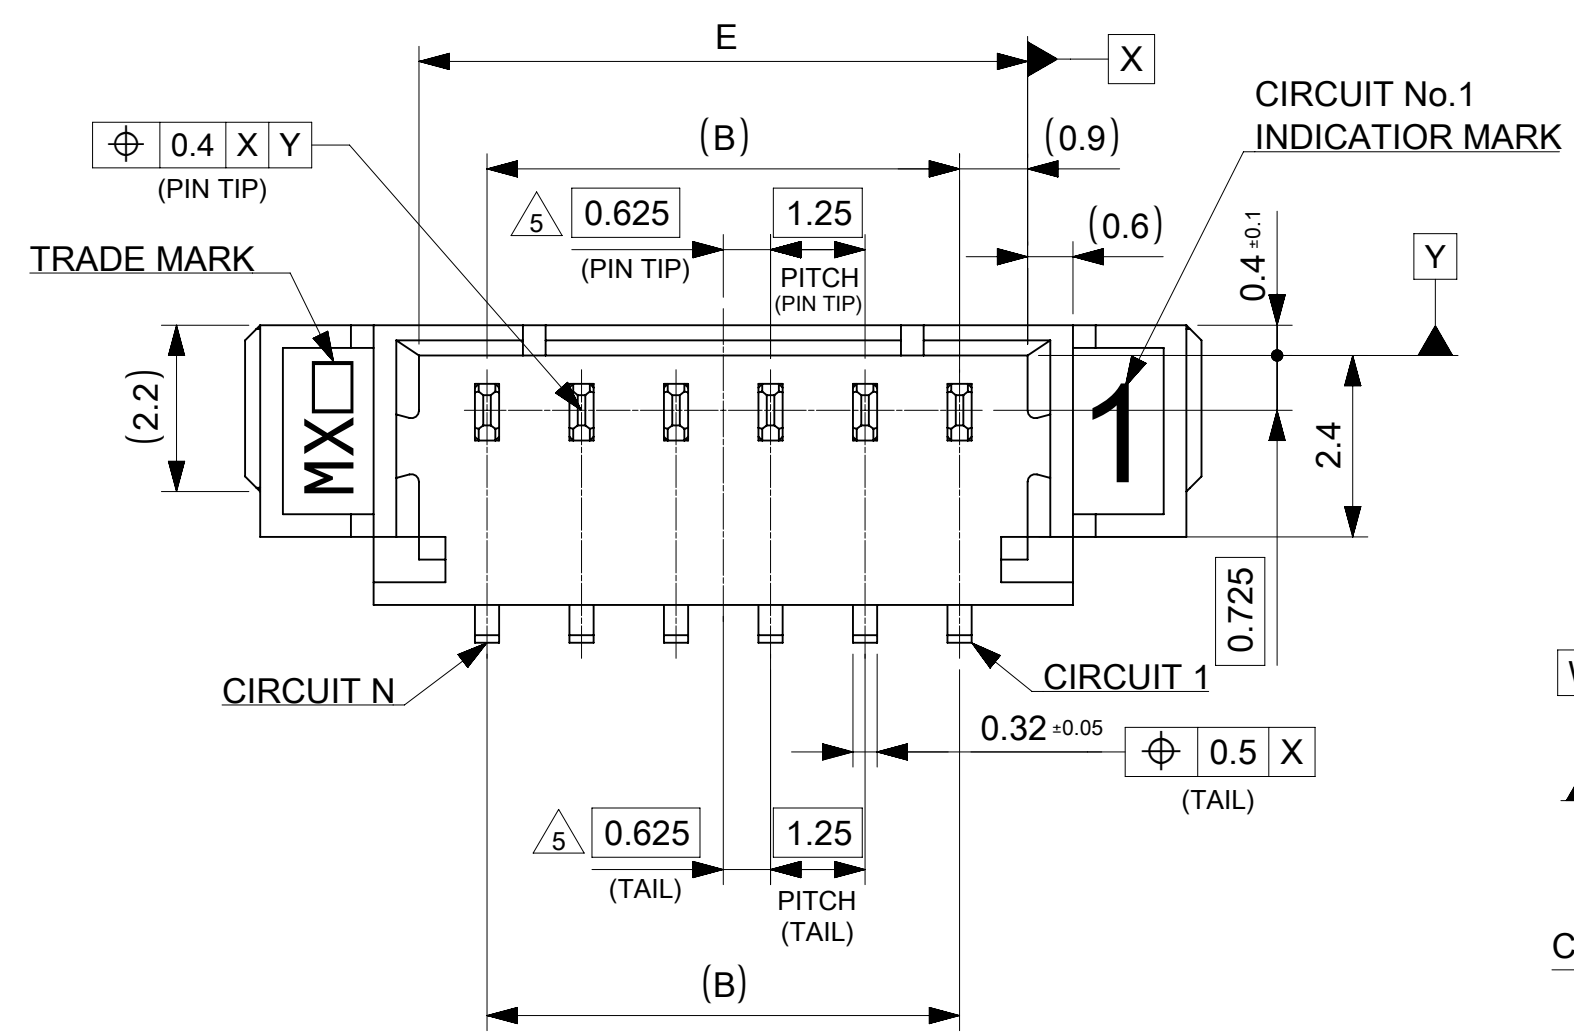 E
X
CIRCUIT No.1
INDICATIOR MARK
⌖ 0.4 X Y
(PIN TIP)
(B)
(0.9)
5
0.625
(PIN TIP)
1.25
PITCH
(PIN TIP)
(0.6)
0.4 ±0.1
Y
TRADE MARK
(2.2)
MX□
1
2.4
0.725
CIRCUIT N
CIRCUIT 1
0.32 ±0.05
⌖ 0.5 X
(TAIL)
5
0.625
(TAIL)
1.25
PITCH
(TAIL)
(B)
C